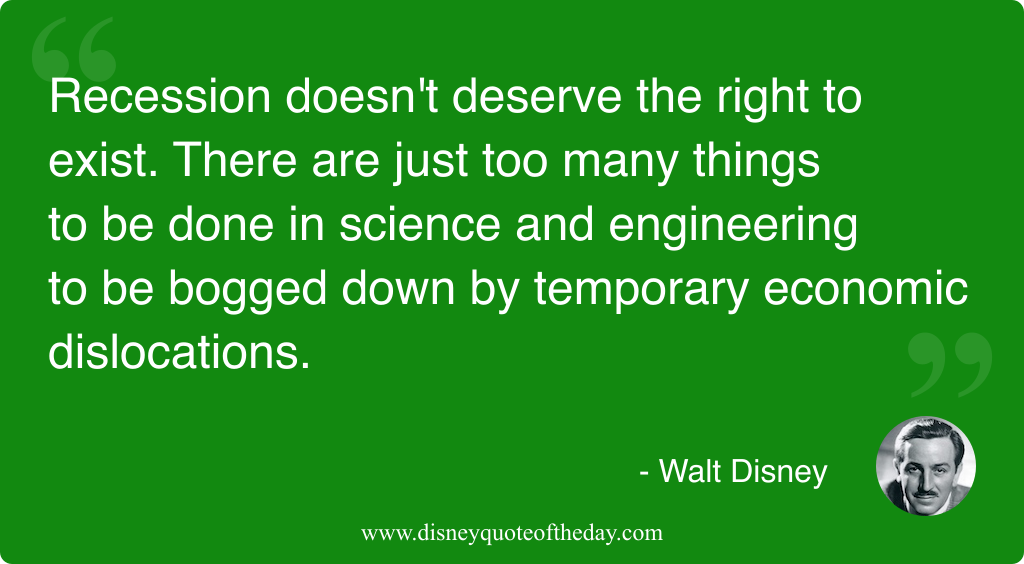 Recession doesn't deserve the right to
exist. There are just too many things
to be done in science and engineering
to be bogged down by temporary economic
dislocations.
- Walt Disney
www.disneyquoteoftheday.com